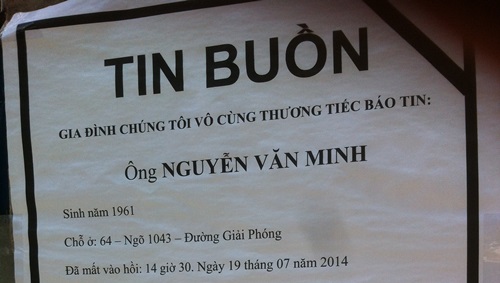 TIN BUỒN
GIA ĐÌNH CHÚNG TÔI VÔ CÙNG THƯƠNG TIẾC BÁO TIN:
Ông NGUYỄN VĂN MINH
Sinh năm 1961
Chỗ ở: 64 – Ngõ 1043 – Đường Giải Phóng
Đã mất vào hồi: 14 giờ 30. Ngày 19 tháng 07 năm 2014